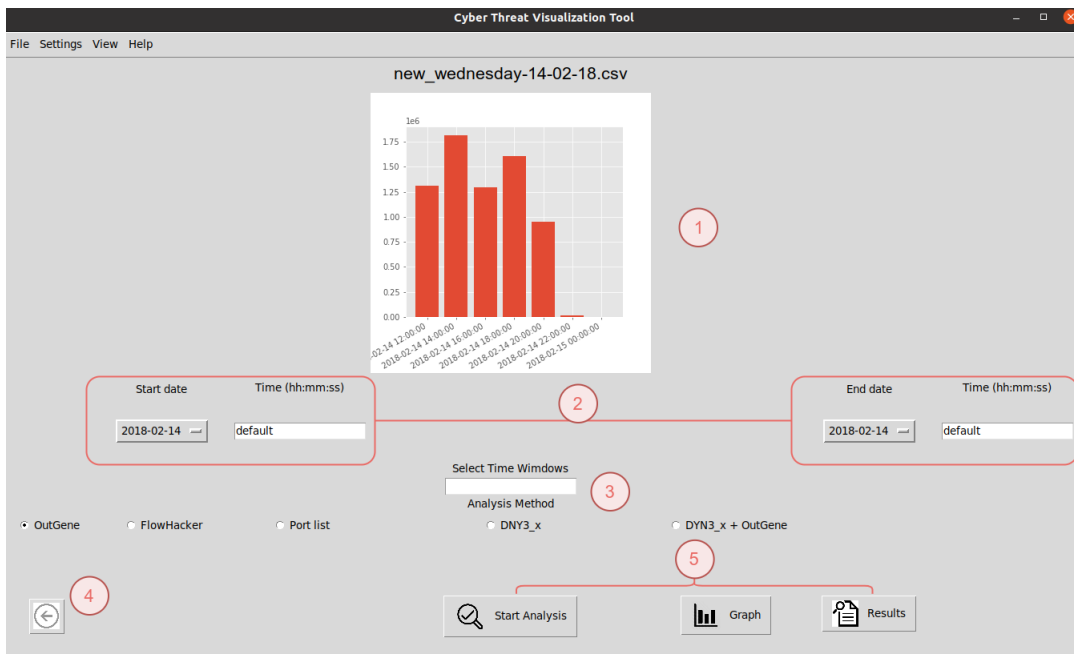 Cyber Threat Visualization Tool
File Settings View Help
new_wednesday-14-02-18.csv
1e6
1.75
1.50
1.25
1.00
0.75
0.50
0.25
0.00
-02-14 12:00:00
2018-02-14 14:00:00
2018-02-14 16:00:00
2018-02-14 18:00:00
2018-02-14 20:00:00
2018-02-14 22:00:00
2018-02-15 00:00:00
1
Start date Time (hh:mm:ss)
2018-02-14 default
2
End date Time (hh:mm:ss)
2018-02-14 default
Select Time Wimdows
3
Analysis Method
OutGene FlowHacker Port list DNY3_x DYN3_x + OutGene
5
4
Start Analysis Graph Results